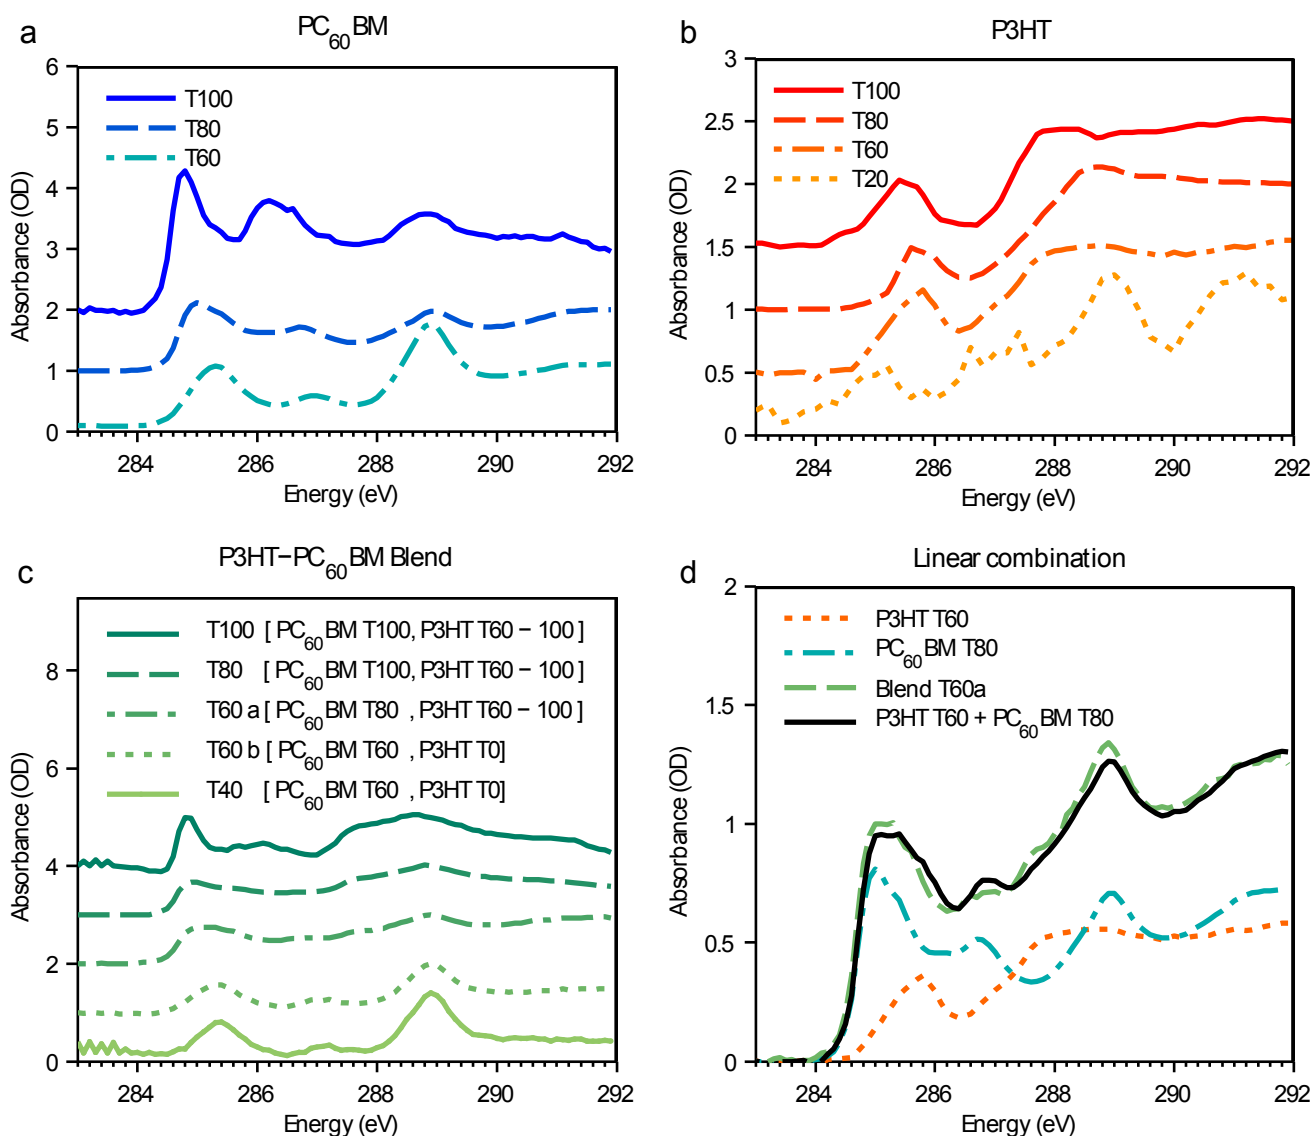 a
PC60BM
6
5
4
3
2
1
0
T100
T80
T60
Absorbance (OD)
284 286 288 290 292
Energy (eV)
b
P3HT
3
2.5
2
1.5
1
0.5
0
T100
T80
T60
T20
Absorbance (OD)
284 286 288 290 292
Energy (eV)
c
P3HT−PC60BM Blend
8
6
4
2
0
T100 [ PC60BM T100, P3HT T60 − 100 ]
T80 [ PC60BM T100, P3HT T60 − 100 ]
T60 a [ PC60BM T80 , P3HT T60 − 100 ]
T60 b [ PC60BM T60 , P3HT T0]
T40 [ PC60BM T60 , P3HT T0]
Absorbance (OD)
284 286 288 290 292
Energy (eV)
d
Linear combination
2
1.5
1
0.5
0
P3HT T60
PC60BM T80
Blend T60a
P3HT T60 + PC60BM T80
Absorbance (OD)
284 286 288 290 292
Energy (eV)